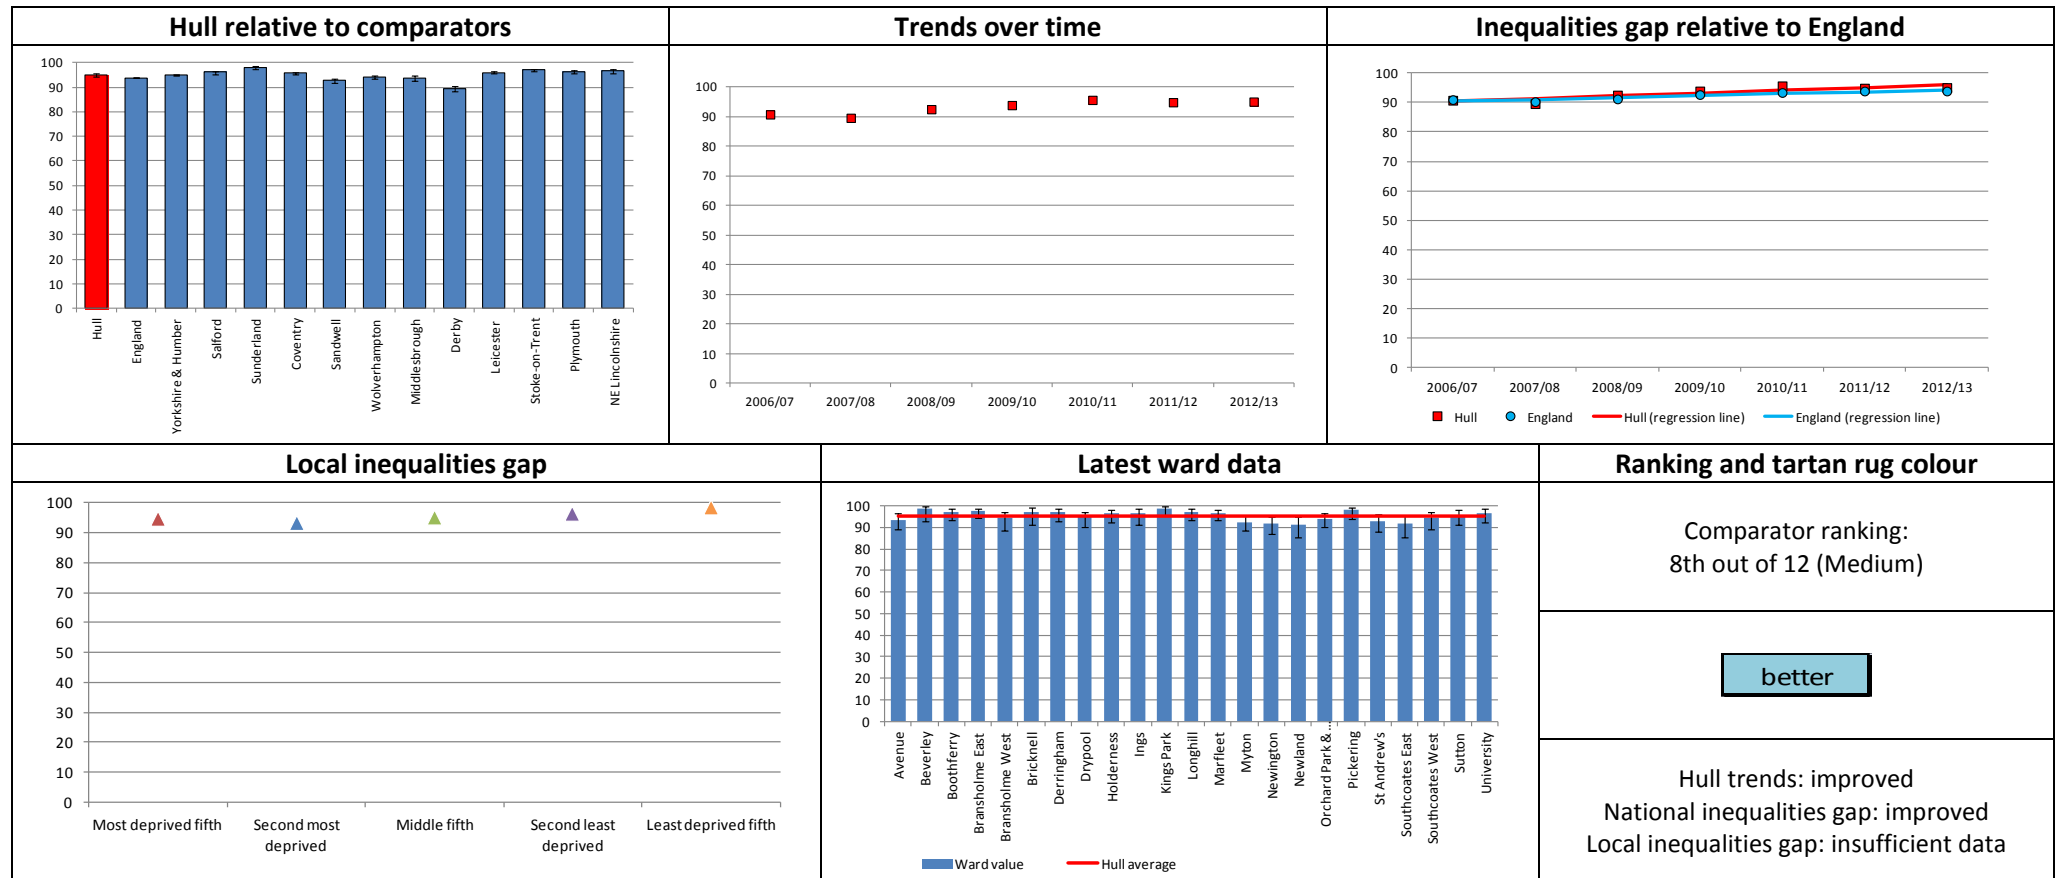 Hull relative to comparators
100
90
80
70
60
50
40
30
20
10
0
Hull
England
Yorkshire & Humber
Salford
Sunderland
Coventry
Sandwell
Wolverhampton
Middlesbrough
Derby
Leicester
Stoke-on-Trent
Plymouth
NE Lincolnshire
Trends over time
100
90
80
70
60
50
40
30
20
10
0
2006/07 2007/08 2008/09 2009/10 2010/11 2011/12 2012/13
Inequalities gap relative to England
100
90
80
70
60
50
40
30
20
10
0
2006/07 2007/08 2008/09 2009/10 2010/11 2011/12 2012/13
Hull England Hull (regression line) England (regression line)
Local inequalities gap
100
90
80
70
60
50
40
30
20
10
0
Most deprived fifth
Second most
deprived
Middle fifth
Second least
deprived
Least deprived fifth
Latest ward data
100
90
80
70
60
50
40
30
20
10
0
Avenue
Beverley
Boothferry
Bransholme East
Bransholme West
Bricknell
Derringham
Drypool
Holderness
Ings
Kings Park
Longhill
Marfleet
Myton
Newington
Newland
Orchard Park &…
Pickering
St Andrew's
Southcoates East
Southcoates West
Sutton
University
Ward value Hull average
Ranking and tartan rug colour
Comparator ranking:
8th out of 12 (Medium)
better
Hull trends: improved
National inequalities gap: improved
Local inequalities gap: insufficient data